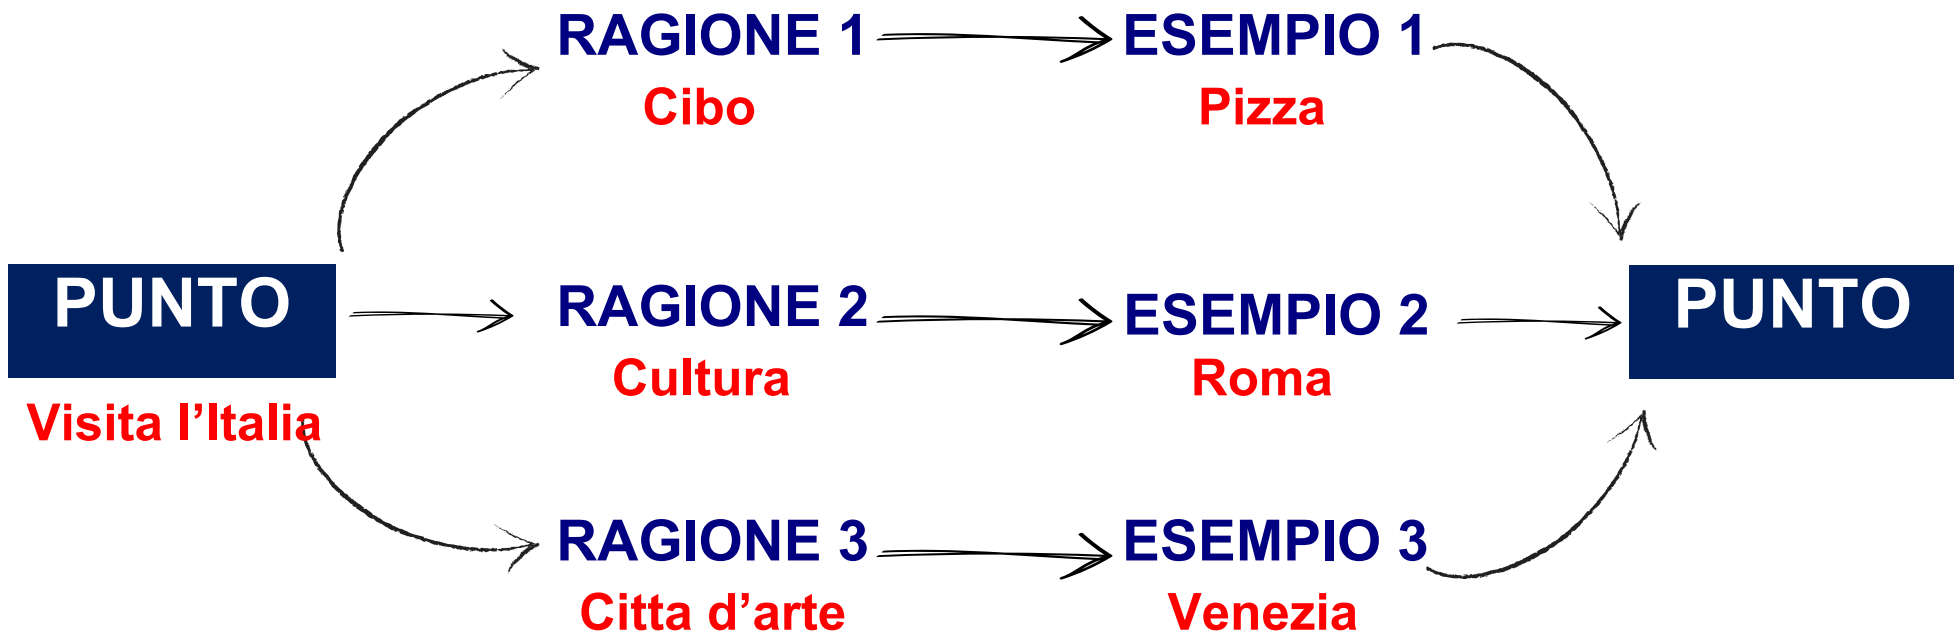 RAGIONE 1
ESEMPIO 1
Cibo
Pizza
PUNTO
RAGIONE 2
ESEMPIO 2
PUNTO
Cultura
Roma
Visita l’Italia
RAGIONE 3
ESEMPIO 3
Citta d’arte
Venezia